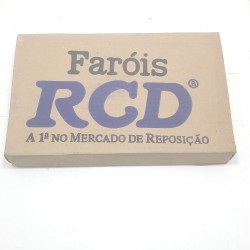 Faróis
RCD®
A 1ª NO MERCADO DE REPOSIÇÃO